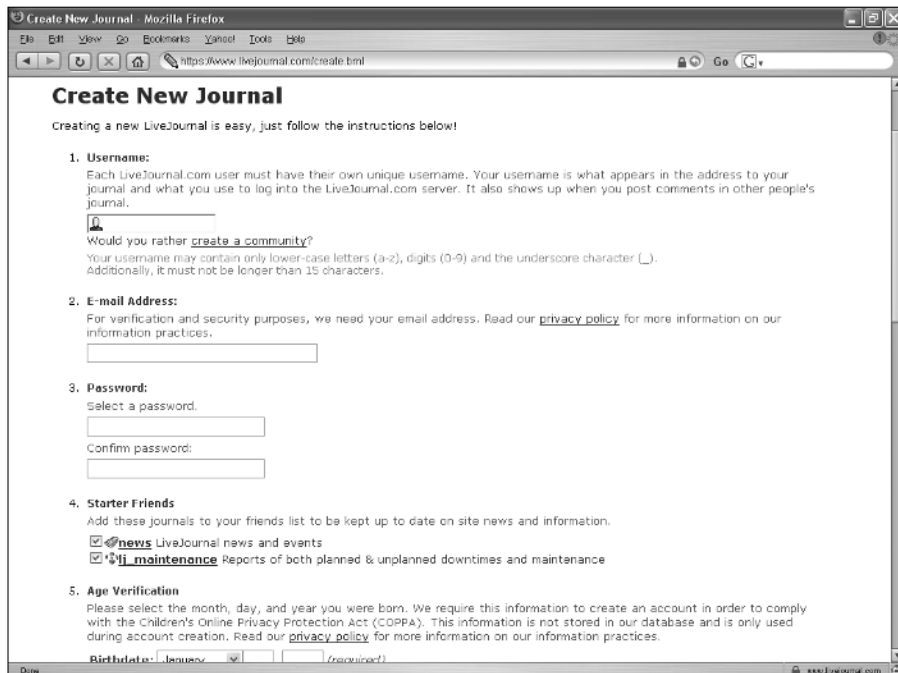 Create New Journal - Mozilla Firefox
File Edit View Go Bookmarks Yahoo! Tools Help
https://www.livejournal.com/create.bml Go G
Create New Journal
Creating a new LiveJournal is easy, just follow the instructions below!
1. Username:
Each LiveJournal.com user must have their own unique username. Your username is what appears in the address to your
journal and what you use to log into the LiveJournal.com server. It also shows up when you post comments in other people's
journal.
Would you rather create a community?
Your username may contain only lower-case letters (a-z), digits (0-9) and the underscore character (_).
Additionally, it must not be longer than 15 characters.
2. E-mail Address:
For verification and security purposes, we need your email address. Read our privacy policy for more information on our
information practices.
3. Password:
Select a password.
Confirm password:
4. Starter Friends
Add these journals to your friends list to be kept up to date on site news and information.
news LiveJournal news and events
lj_maintenance Reports of both planned & unplanned downtimes and maintenance
5. Age Verification
Please select the month, day, and year you were born. We require this information to create an account in order to comply
with the Children's Online Privacy Protection Act (COPPA). This information is not stored in our database and is only used
during account creation. Read our privacy policy for more information on our information practices.
Birthdate: January (required)
Done www.livejournal.com